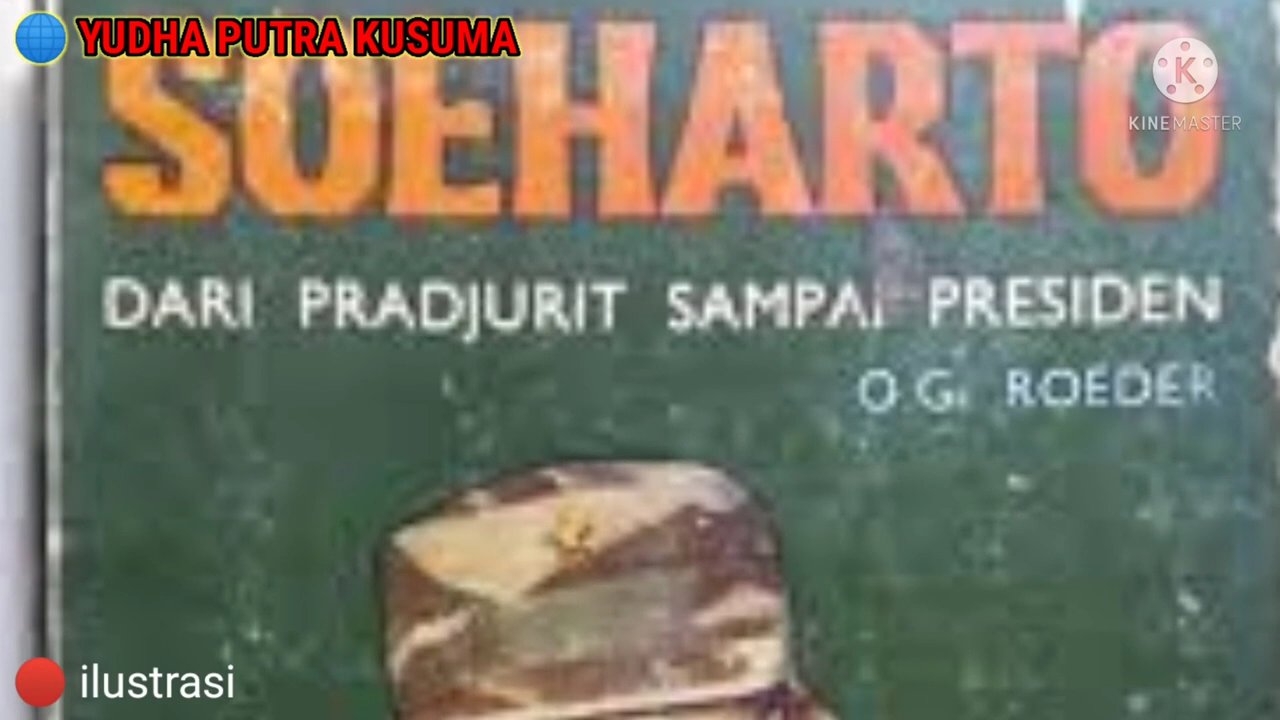 YUDHA PUTRA KUSUMA
SOEHARTO
KINEMASTER
DARI PRADJURIT SAMPAI PRESIDEN
O.G. ROEDER
ilustrasi